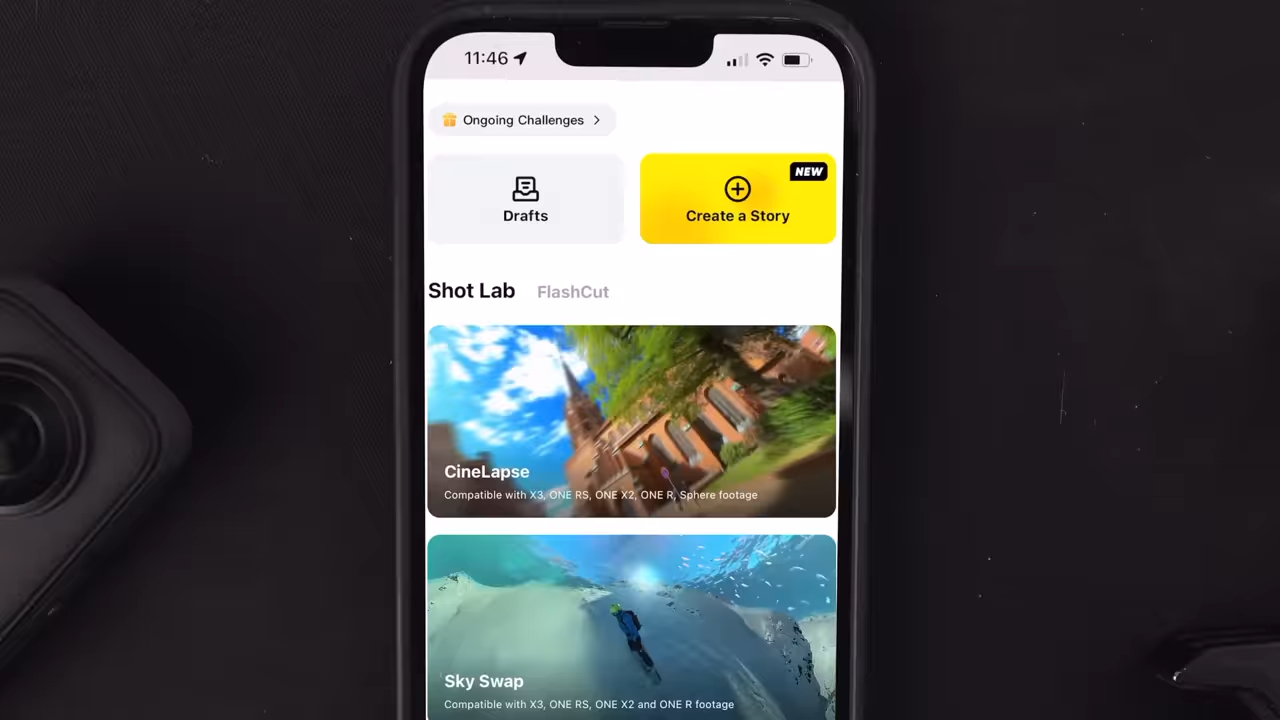 11:46
Ongoing Challenges
Drafts
NEW
Create a Story
Shot Lab
FlashCut
CineLapse
Compatible with X3, ONE RS, ONE X2, ONE R, Sphere footage
Sky Swap
Compatible with X3, ONE RS, ONE X2 and ONE R footage